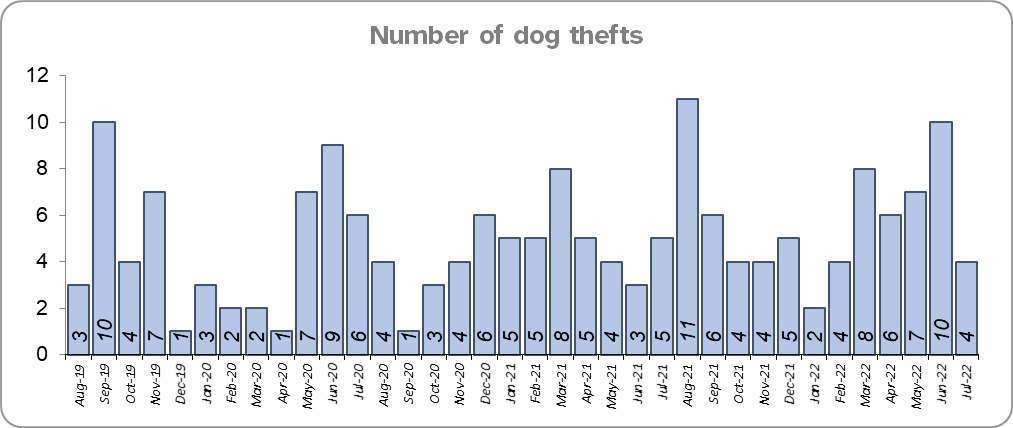 Number of dog thefts
12
10
8
6
4
2
0
3 10 4 7 1 3 2 2 1 7 9 6 4 1 3 4 6 5 5 8 5 4 3 5 11 6 4 4 5 2 4 8 6 7 10 4
Aug-19 Sep-19 Oct-19 Nov-19 Dec-19 Jan-20 Feb-20 Mar-20 Apr-20 May-20 Jun-20 Jul-20 Aug-20 Sep-20 Oct-20 Nov-20 Dec-20 Jan-21 Feb-21 Mar-21 Apr-21 May-21 Jun-21 Jul-21 Aug-21 Sep-21 Oct-21 Nov-21 Dec-21 Jan-22 Feb-22 Mar-22 Apr-22 May-22 Jun-22 Jul-22